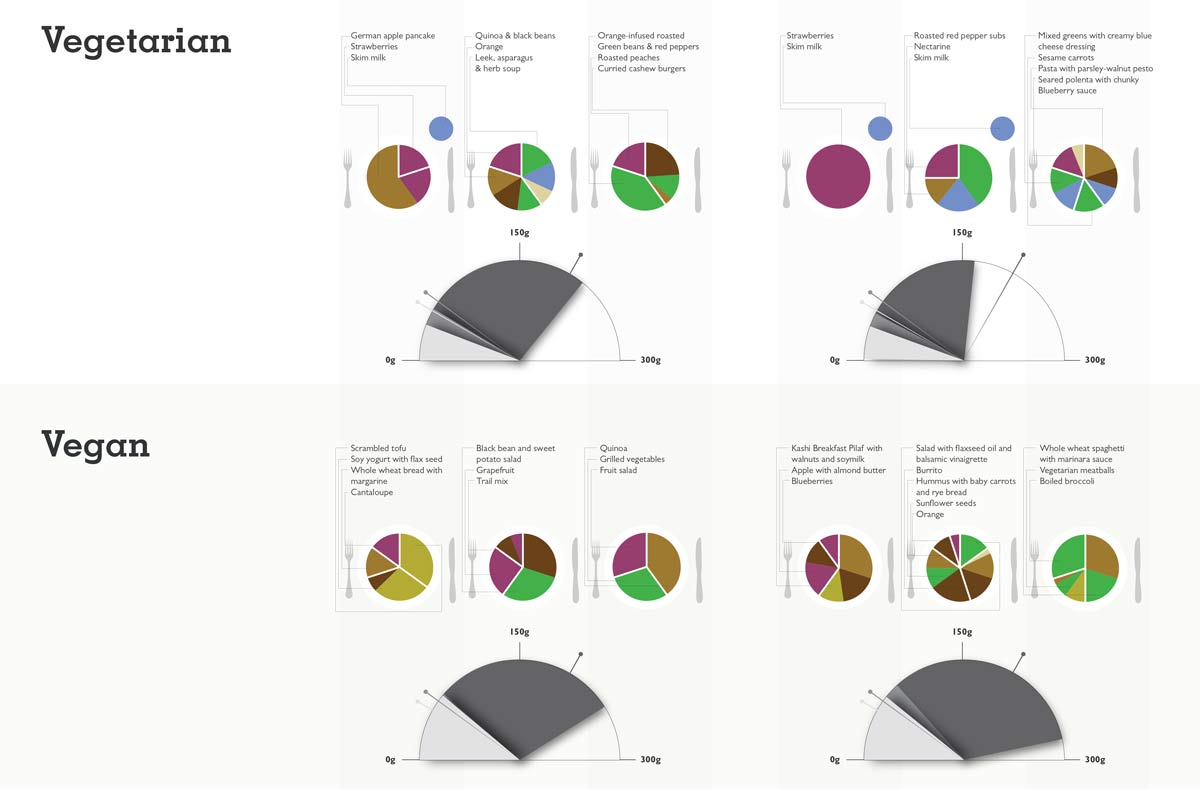 Vegetarian
German apple pancake
Strawberries
Skim milk
Quinoa & black beans
Orange
Leek, asparagus
& herb soup
Orange-infused roasted
Green beans & red peppers
Roasted peaches
Curried cashew burgers
Strawberries
Skim milk
Roasted red pepper subs
Nectarine
Skim milk
Mixed greens with creamy blue
cheese dressing
Sesame carrots
Pasta with parsley-walnut pesto
Seared polenta with chunky
Blueberry sauce
150g
0g
300g
150g
0g
300g
Vegan
Scrambled tofu
Soy yogurt with flax seed
Whole wheat bread with
margarine
Cantaloupe
Black bean and sweet
potato salad
Grapefruit
Trail mix
Quinoa
Grilled vegetables
Fruit salad
Kashi Breakfast Pilaf with
walnuts and soymilk
Apple with almond butter
Blueberries
Salad with flaxseed oil and
balsamic vinaigrette
Burrito
Hummus with baby carrots
and rye bread
Sunflower seeds
Orange
Whole wheat spaghetti
with marinara sauce
Vegetarian meatballs
Boiled broccoli
150g
0g
300g
150g
0g
300g